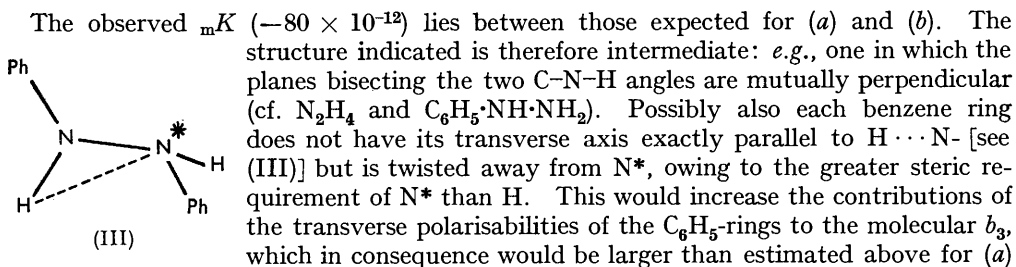 The observed ₘK (−80 × 10⁻¹²) lies between those expected for (a) and (b). The
structure indicated is therefore intermediate: e.g., one in which the
planes bisecting the two C–N–H angles are mutually perpendicular
(cf. N₂H₄ and C₆H₅·NH·NH₂). Possibly also each benzene ring
does not have its transverse axis exactly parallel to H · · · N- [see
(III)] but is twisted away from N*, owing to the greater steric re-
quirement of N* than H. This would increase the contributions of
the transverse polarisabilities of the C₆H₅-rings to the molecular b₃,
which in consequence would be larger than estimated above for (a)
Ph
N
N*
H
H
Ph
(III)